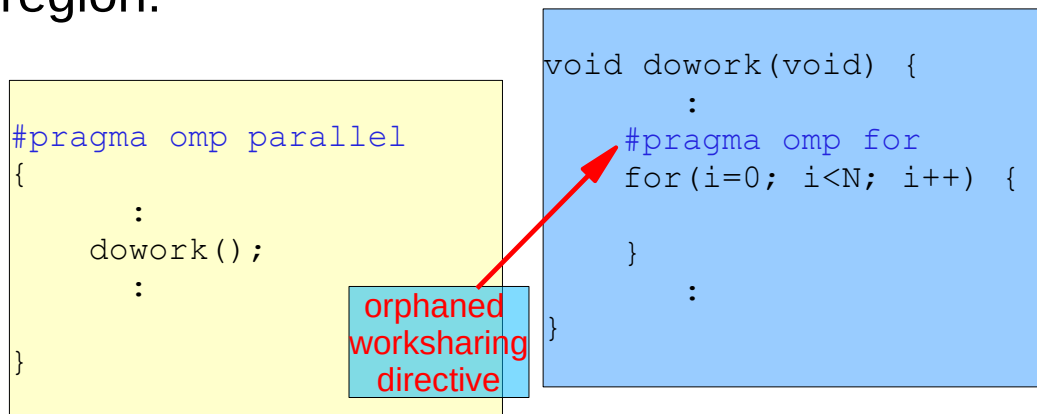 region.
#pragma omp parallel
{
:
dowork();
:
}
orphaned
worksharing
directive
void dowork(void) {
:
#pragma omp for
for(i=0; i<N; i++) {
}
:
}